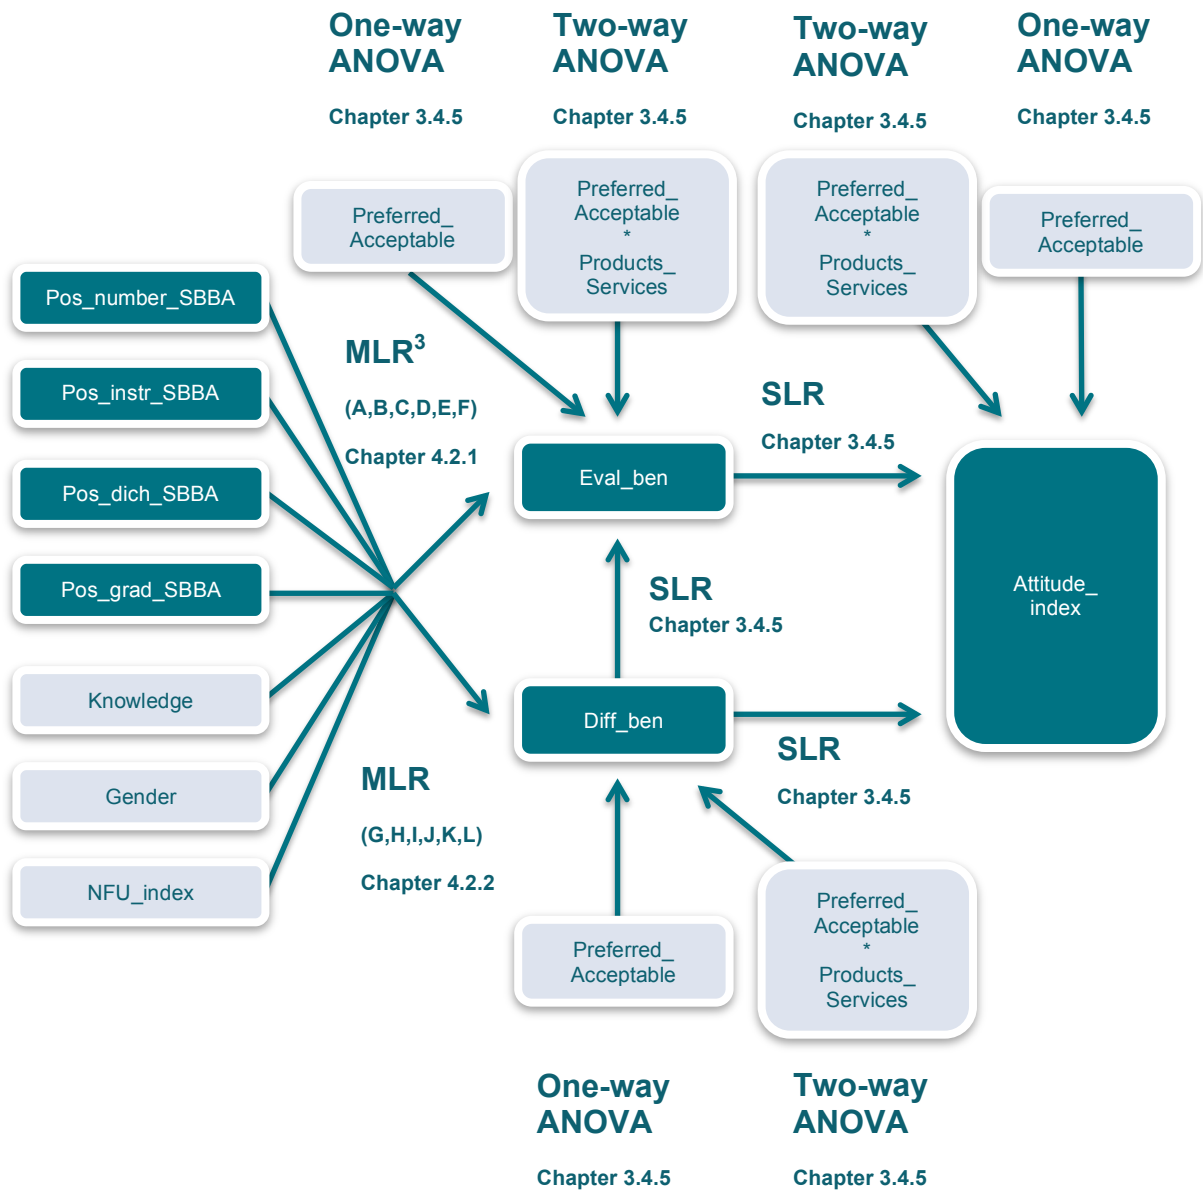 One-way
ANOVA
Chapter 3.4.5
Two-way
ANOVA
Chapter 3.4.5
Two-way
ANOVA
Chapter 3.4.5
One-way
ANOVA
Chapter 3.4.5
Preferred_
Acceptable
Preferred_
Acceptable
*
Products_
Services
Preferred_
Acceptable
*
Products_
Services
Preferred_
Acceptable
Pos_number_SBBA
Pos_instr_SBBA
Pos_dich_SBBA
Pos_grad_SBBA
Knowledge
Gender
NFU_index
MLR³
(A,B,C,D,E,F)
Chapter 4.2.1
Eval_ben
SLR
Chapter 3.4.5
SLR
Chapter 3.4.5
Attitude_
index
Diff_ben
SLR
Chapter 3.4.5
MLR
(G,H,I,J,K,L)
Chapter 4.2.2
Preferred_
Acceptable
Preferred_
Acceptable
*
Products_
Services
One-way
ANOVA
Chapter 3.4.5
Two-way
ANOVA
Chapter 3.4.5